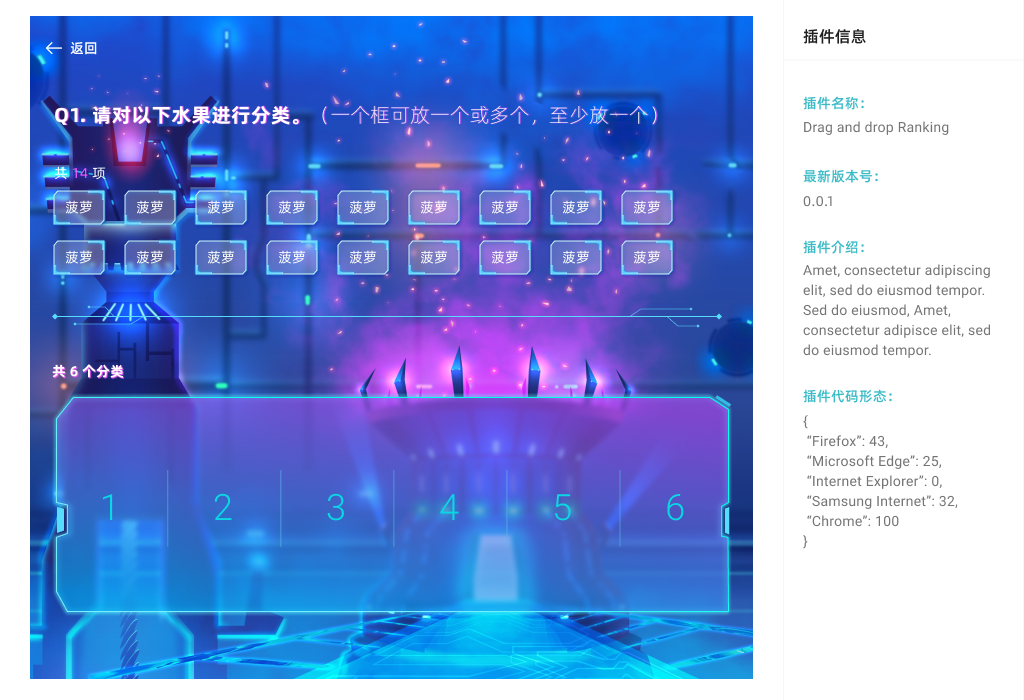 返回
Q1. 请对以下水果进行分类。（一个框可放一个或多个，至少放一个）
共 14 项
菠萝 菠萝 菠萝 菠萝 菠萝 菠萝 菠萝 菠萝 菠萝
菠萝 菠萝 菠萝 菠萝 菠萝 菠萝 菠萝 菠萝 菠萝
共 6 个分类
1 2 3 4 5 6
插件信息
插件名称：
Drag and drop Ranking
最新版本号：
0.0.1
插件介绍：
Amet, consectetur adipiscing
elit, sed do eiusmod tempor.
Sed do eiusmod, Amet,
consectetur adipisce elit, sed
do eiusmod tempor.
插件代码形态：
{
“Firefox”: 43,
“Microsoft Edge”: 25,
“Internet Explorer”: 0,
“Samsung Internet”: 32,
“Chrome”: 100
}